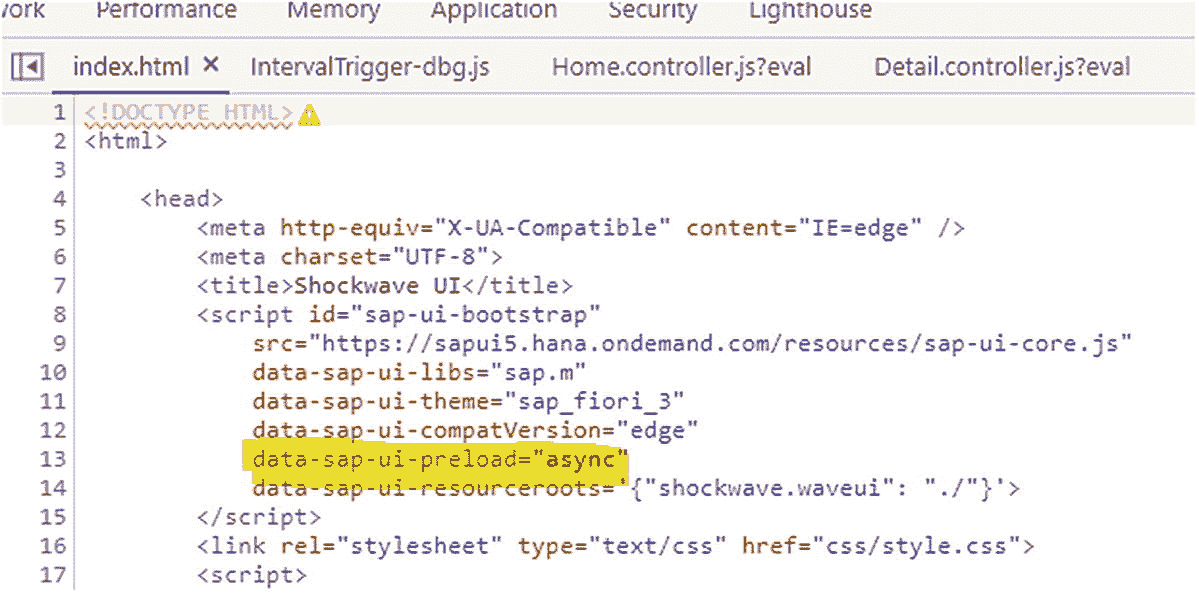 work Performance Memory Application Security Lighthouse
index.html × IntervalTrigger-dbg.js Home.controller.js?eval Detail.controller.js?eval
1 <!DOCTYPE HTML>
2 <html>
3
4 <head>
5 <meta http-equiv="X-UA-Compatible" content="IE=edge" />
6 <meta charset="UTF-8">
7 <title>Shockwave UI</title>
8 <script id="sap-ui-bootstrap"
9 src="https://sapui5.hana.ondemand.com/resources/sap-ui-core.js"
10 data-sap-ui-libs="sap.m"
11 data-sap-ui-theme="sap_fiori_3"
12 data-sap-ui-compatVersion="edge"
13 data-sap-ui-preload="async"
14 data-sap-ui-resourceroots='{"shockwave.waveui": "./"}'>
15 </script>
16 <link rel="stylesheet" type="text/css" href="css/style.css">
17 <script>